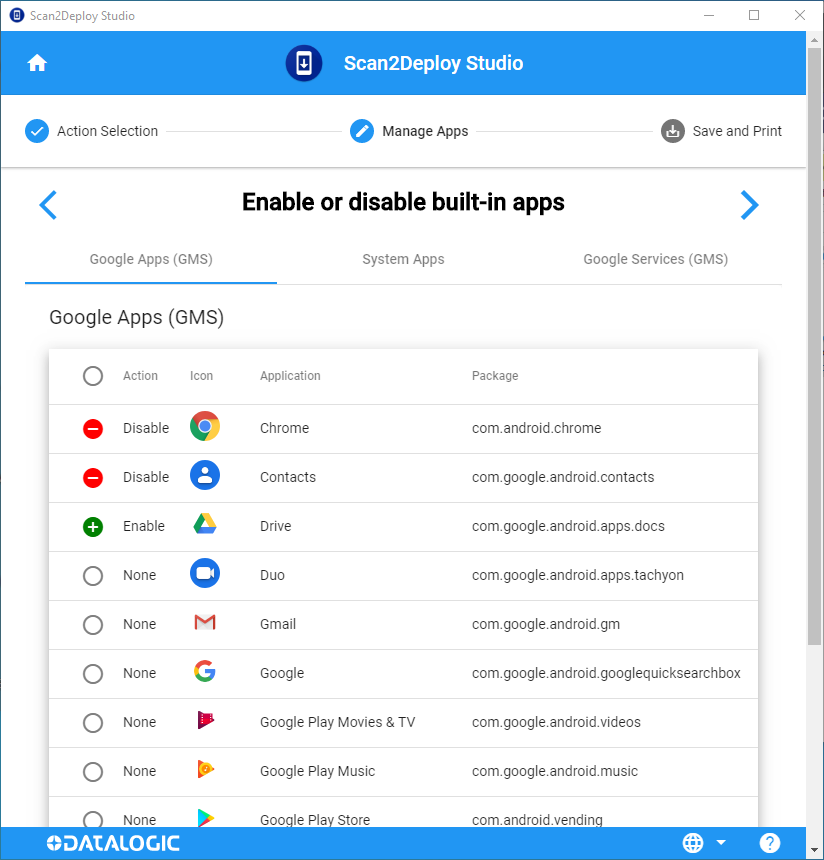 Scan2Deploy Studio
Scan2Deploy Studio
Action Selection Manage Apps Save and Print
Enable or disable built-in apps
Google Apps (GMS) System Apps Google Services (GMS)
Google Apps (GMS)
Action Icon Application Package
Disable Chrome com.android.chrome
Disable Contacts com.google.android.contacts
Enable Drive com.google.android.apps.docs
None Duo com.google.android.apps.tachyon
None Gmail com.google.android.gm
None Google com.google.android.googlequicksearchbox
None Google Play Movies & TV com.google.android.videos
None Google Play Music com.google.android.music
None Google Play Store com.android.vending
DATALOGIC ?